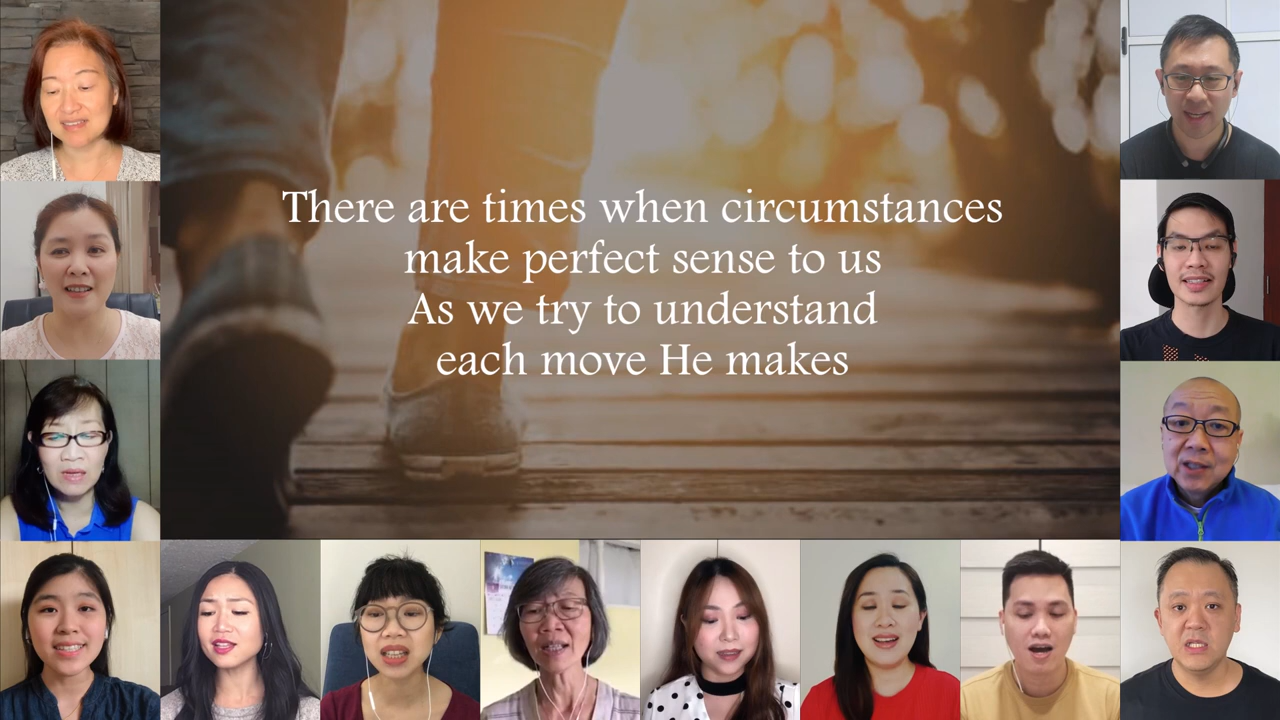 There are times when circumstances
make perfect sense to us
As we try to understand
each move He makes